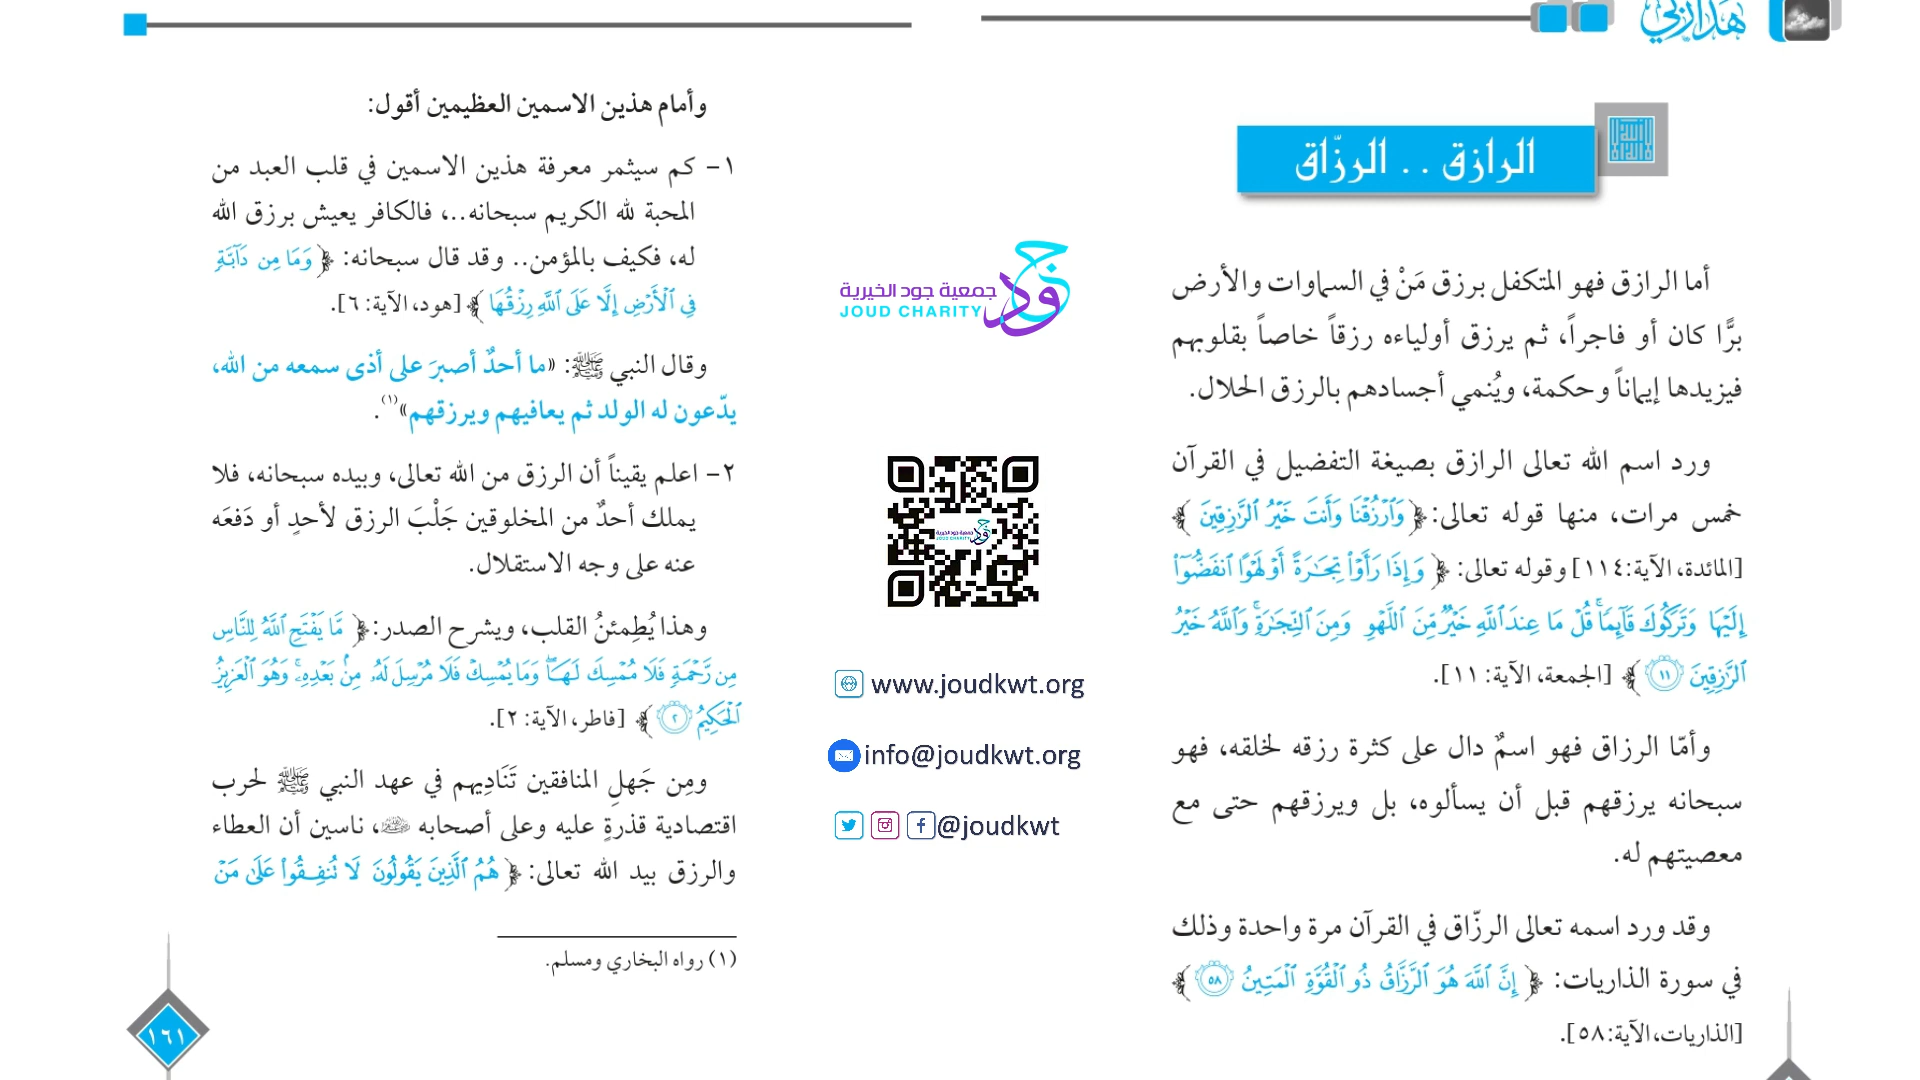 هذا ربي
الرازق . . الرزّاق
أما الرازق فهو المتكفل برزق مَنْ في السماوات والأرض
برًّا كان أو فاجراً، ثم يرزق أولياءه رزقاً خاصاً بقلوبهم
فيزيدها إيماناً وحكمة، ويُنمي أجسادهم بالرزق الحلال.
ورد اسم الله تعالى الرازق بصيغة التفضيل في القرآن
خمس مرات، منها قوله تعالى: ﴿وَٱرْزُقْنَا وَأَنتَ خَيْرُ ٱلرَّٰزِقِينَ﴾
[المائدة، الآية:١١٤] وقوله تعالى: ﴿وَإِذَا رَأَوْا۟ تِجَٰرَةً أَوْ لَهْوًا ٱنفَضُّوٓا۟
إِلَيْهَا وَتَرَكُوكَ قَآئِمًا ۚ قُلْ مَا عِندَ ٱللَّهِ خَيْرٌ مِّنَ ٱللَّهْوِ وَمِنَ ٱلتِّجَٰرَةِ ۚ وَٱللَّهُ خَيْرُ
ٱلرَّٰزِقِينَ ١١﴾ [الجمعة، الآية: ١١].
وأمّا الرزاق فهو اسمٌ دال على كثرة رزقه لخلقه، فهو
سبحانه يرزقهم قبل أن يسألوه، بل ويرزقهم حتى مع
معصيتهم له.
وقد ورد اسمه تعالى الرزّاق في القرآن مرة واحدة وذلك
في سورة الذاريات: ﴿إِنَّ ٱللَّهَ هُوَ ٱلرَّزَّاقُ ذُو ٱلْقُوَّةِ ٱلْمَتِينُ ٥٨﴾
[الذاريات، الآية:٥٨].
جود
جمعية جود الخيرية
JOUD CHARITY
جمعية جود الخيرية
JOUD CHARITY
www.joudkwt.org
info@joudkwt.org
@joudkwt
وأمام هذين الاسمين العظيمين أقول:
١- كم سيثمر معرفة هذين الاسمين في قلب العبد من
المحبة لله الكريم سبحانه..، فالكافر يعيش برزق الله
له، فكيف بالمؤمن.. وقد قال سبحانه: ﴿وَمَا مِن دَآبَّةٍ
فِي ٱلْأَرْضِ إِلَّا عَلَى ٱللَّهِ رِزْقُهَا﴾ [هود، الآية: ٦].
وقال النبي ﷺ: «ما أحدٌ أصبرَ على أذى سمعه من الله،
يدّعون له الولد ثم يعافيهم ويرزقهم»(١).
٢- اعلم يقيناً أن الرزق من الله تعالى، وبيده سبحانه، فلا
يملك أحدٌ من المخلوقين جَلْبَ الرزق لأحدٍ أو دَفعَه
عنه على وجه الاستقلال.
وهذا يُطِمئنُ القلب، ويشرح الصدر: ﴿مَّا يَفْتَحِ ٱللَّهُ لِلنَّاسِ
مِن رَّحْمَةٍ فَلَا مُمْسِكَ لَهَا ۖ وَمَا يُمْسِكْ فَلَا مُرْسِلَ لَهُۥ مِنۢ بَعْدِهِۦ ۚ وَهُوَ ٱلْعَزِيزُ
ٱلْحَكِيمُ ٢﴾ [فاطر، الآية: ٢].
ومِن جَهلِ المنافقين تَنَادِيهم في عهد النبي ﷺ لحرب
اقتصادية قذرةٍ عليه وعلى أصحابه، ناسين أن العطاء
والرزق بيد الله تعالى: ﴿هُمُ ٱلَّذِينَ يَقُولُونَ لَا تُنفِقُوا۟ عَلَىٰ مَنْ
(١) رواه البخاري ومسلم.
١٦١